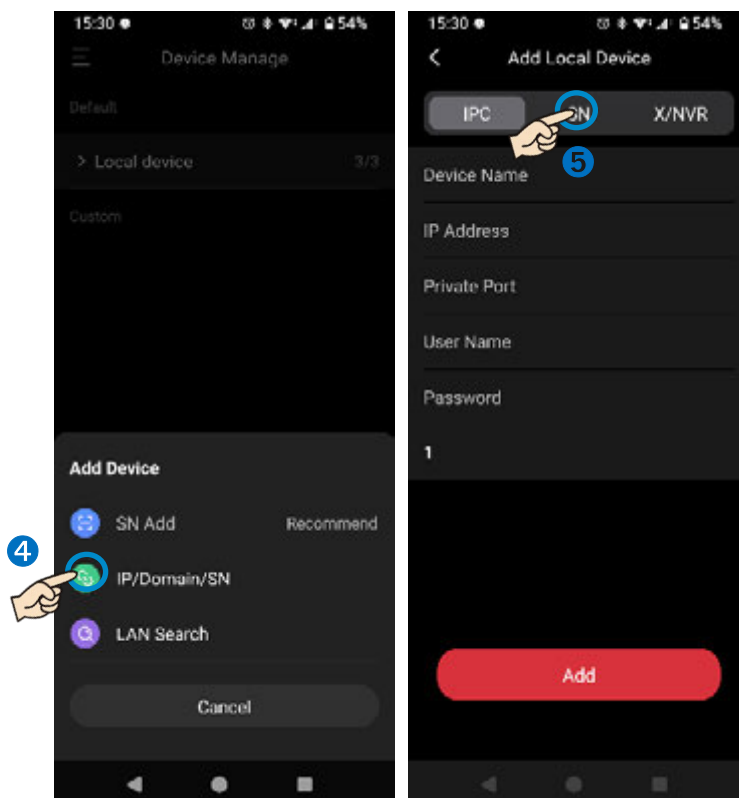 15:30 54%
Device Manage
Default
> Local device 3/3
Custom
Add Device
SN Add Recommend
4
IP/Domain/SN
LAN Search
Cancel
15:30 54%
Add Local Device
IPC SN X/NVR
5
Device Name
IP Address
Private Port
User Name
Password
1
Add